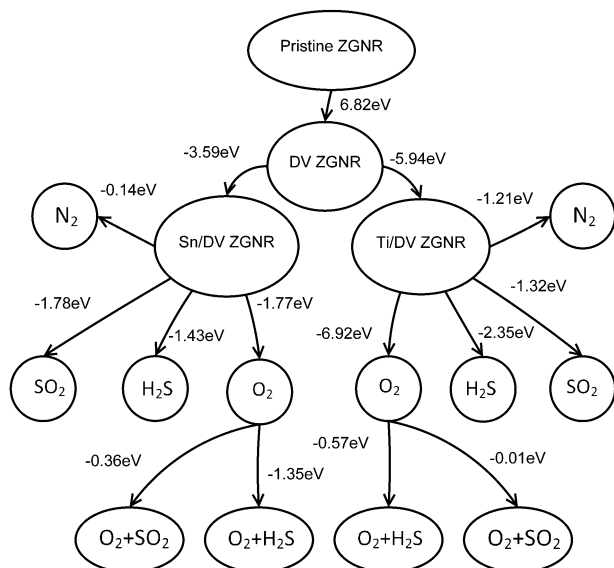 Pristine ZGNR
6.82eV
DV ZGNR
-3.59eV
-5.94eV
-0.14eV
N₂
Sn/DV ZGNR
Ti/DV ZGNR
-1.21eV
N₂
-1.78eV
-1.43eV
-1.77eV
-6.92eV
-2.35eV
-1.32eV
SO₂
H₂S
O₂
O₂
H₂S
SO₂
-0.36eV
-1.35eV
-0.57eV
-0.01eV
O₂+SO₂
O₂+H₂S
O₂+H₂S
O₂+SO₂